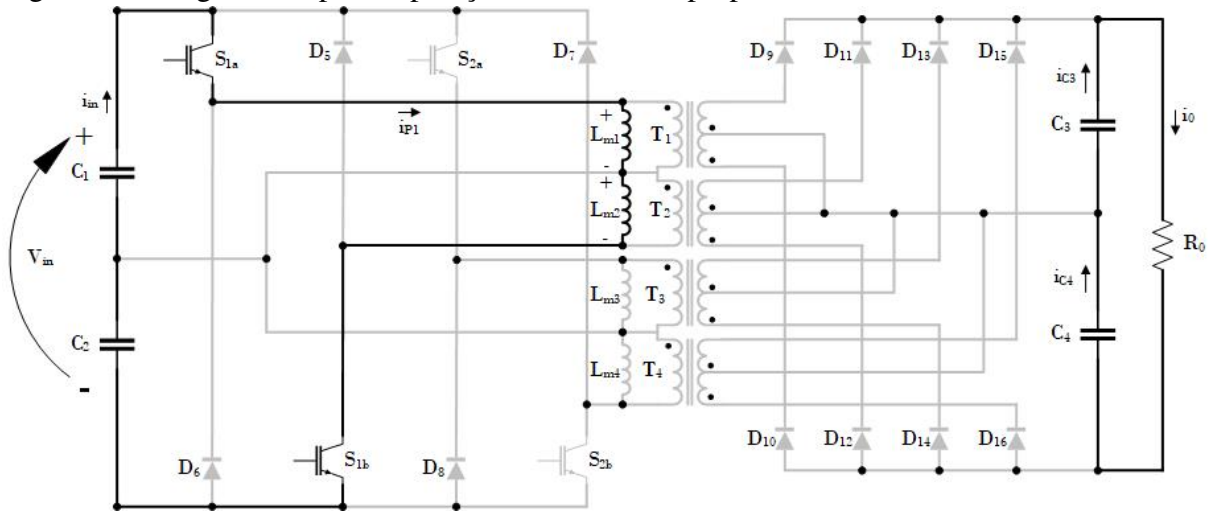 S1a
D5
S2a
D7
D9
D11
D13
D15
iin
iP1
iC3
i0
+
C1
+
-
Lm1
T1
C3
+
-
Lm2
T2
Vin
R0
iC4
Lm3
T3
C2
C4
-
Lm4
T4
D6
S1b
D8
S2b
D10
D12
D14
D16